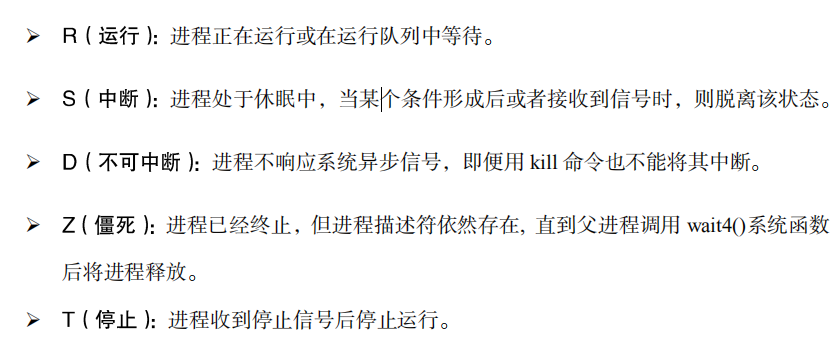 ➢ R（运行）：进程正在运行或在运行队列中等待。
➢ S（中断）：进程处于休眠中，当某个条件形成后或者接收到信号时，则脱离该状态。
➢ D（不可中断）：进程不响应系统异步信号，即便用 kill 命令也不能将其中断。
➢ Z（僵死）：进程已经终止，但进程描述符依然存在, 直到父进程调用 wait4()系统函数
后将进程释放。
➢ T（停止）：进程收到停止信号后停止运行。